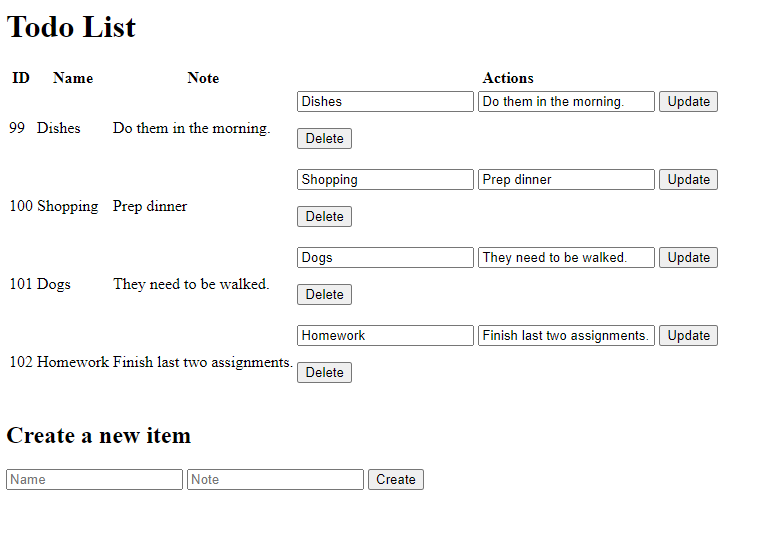 Todo List
ID Name Note Actions
Dishes Do them in the morning. Update
99 Dishes Do them in the morning.
Delete
Shopping Prep dinner Update
100 Shopping Prep dinner
Delete
Dogs They need to be walked. Update
101 Dogs They need to be walked.
Delete
Homework Finish last two assignments. Update
102 Homework Finish last two assignments.
Delete
Create a new item
Name Note Create